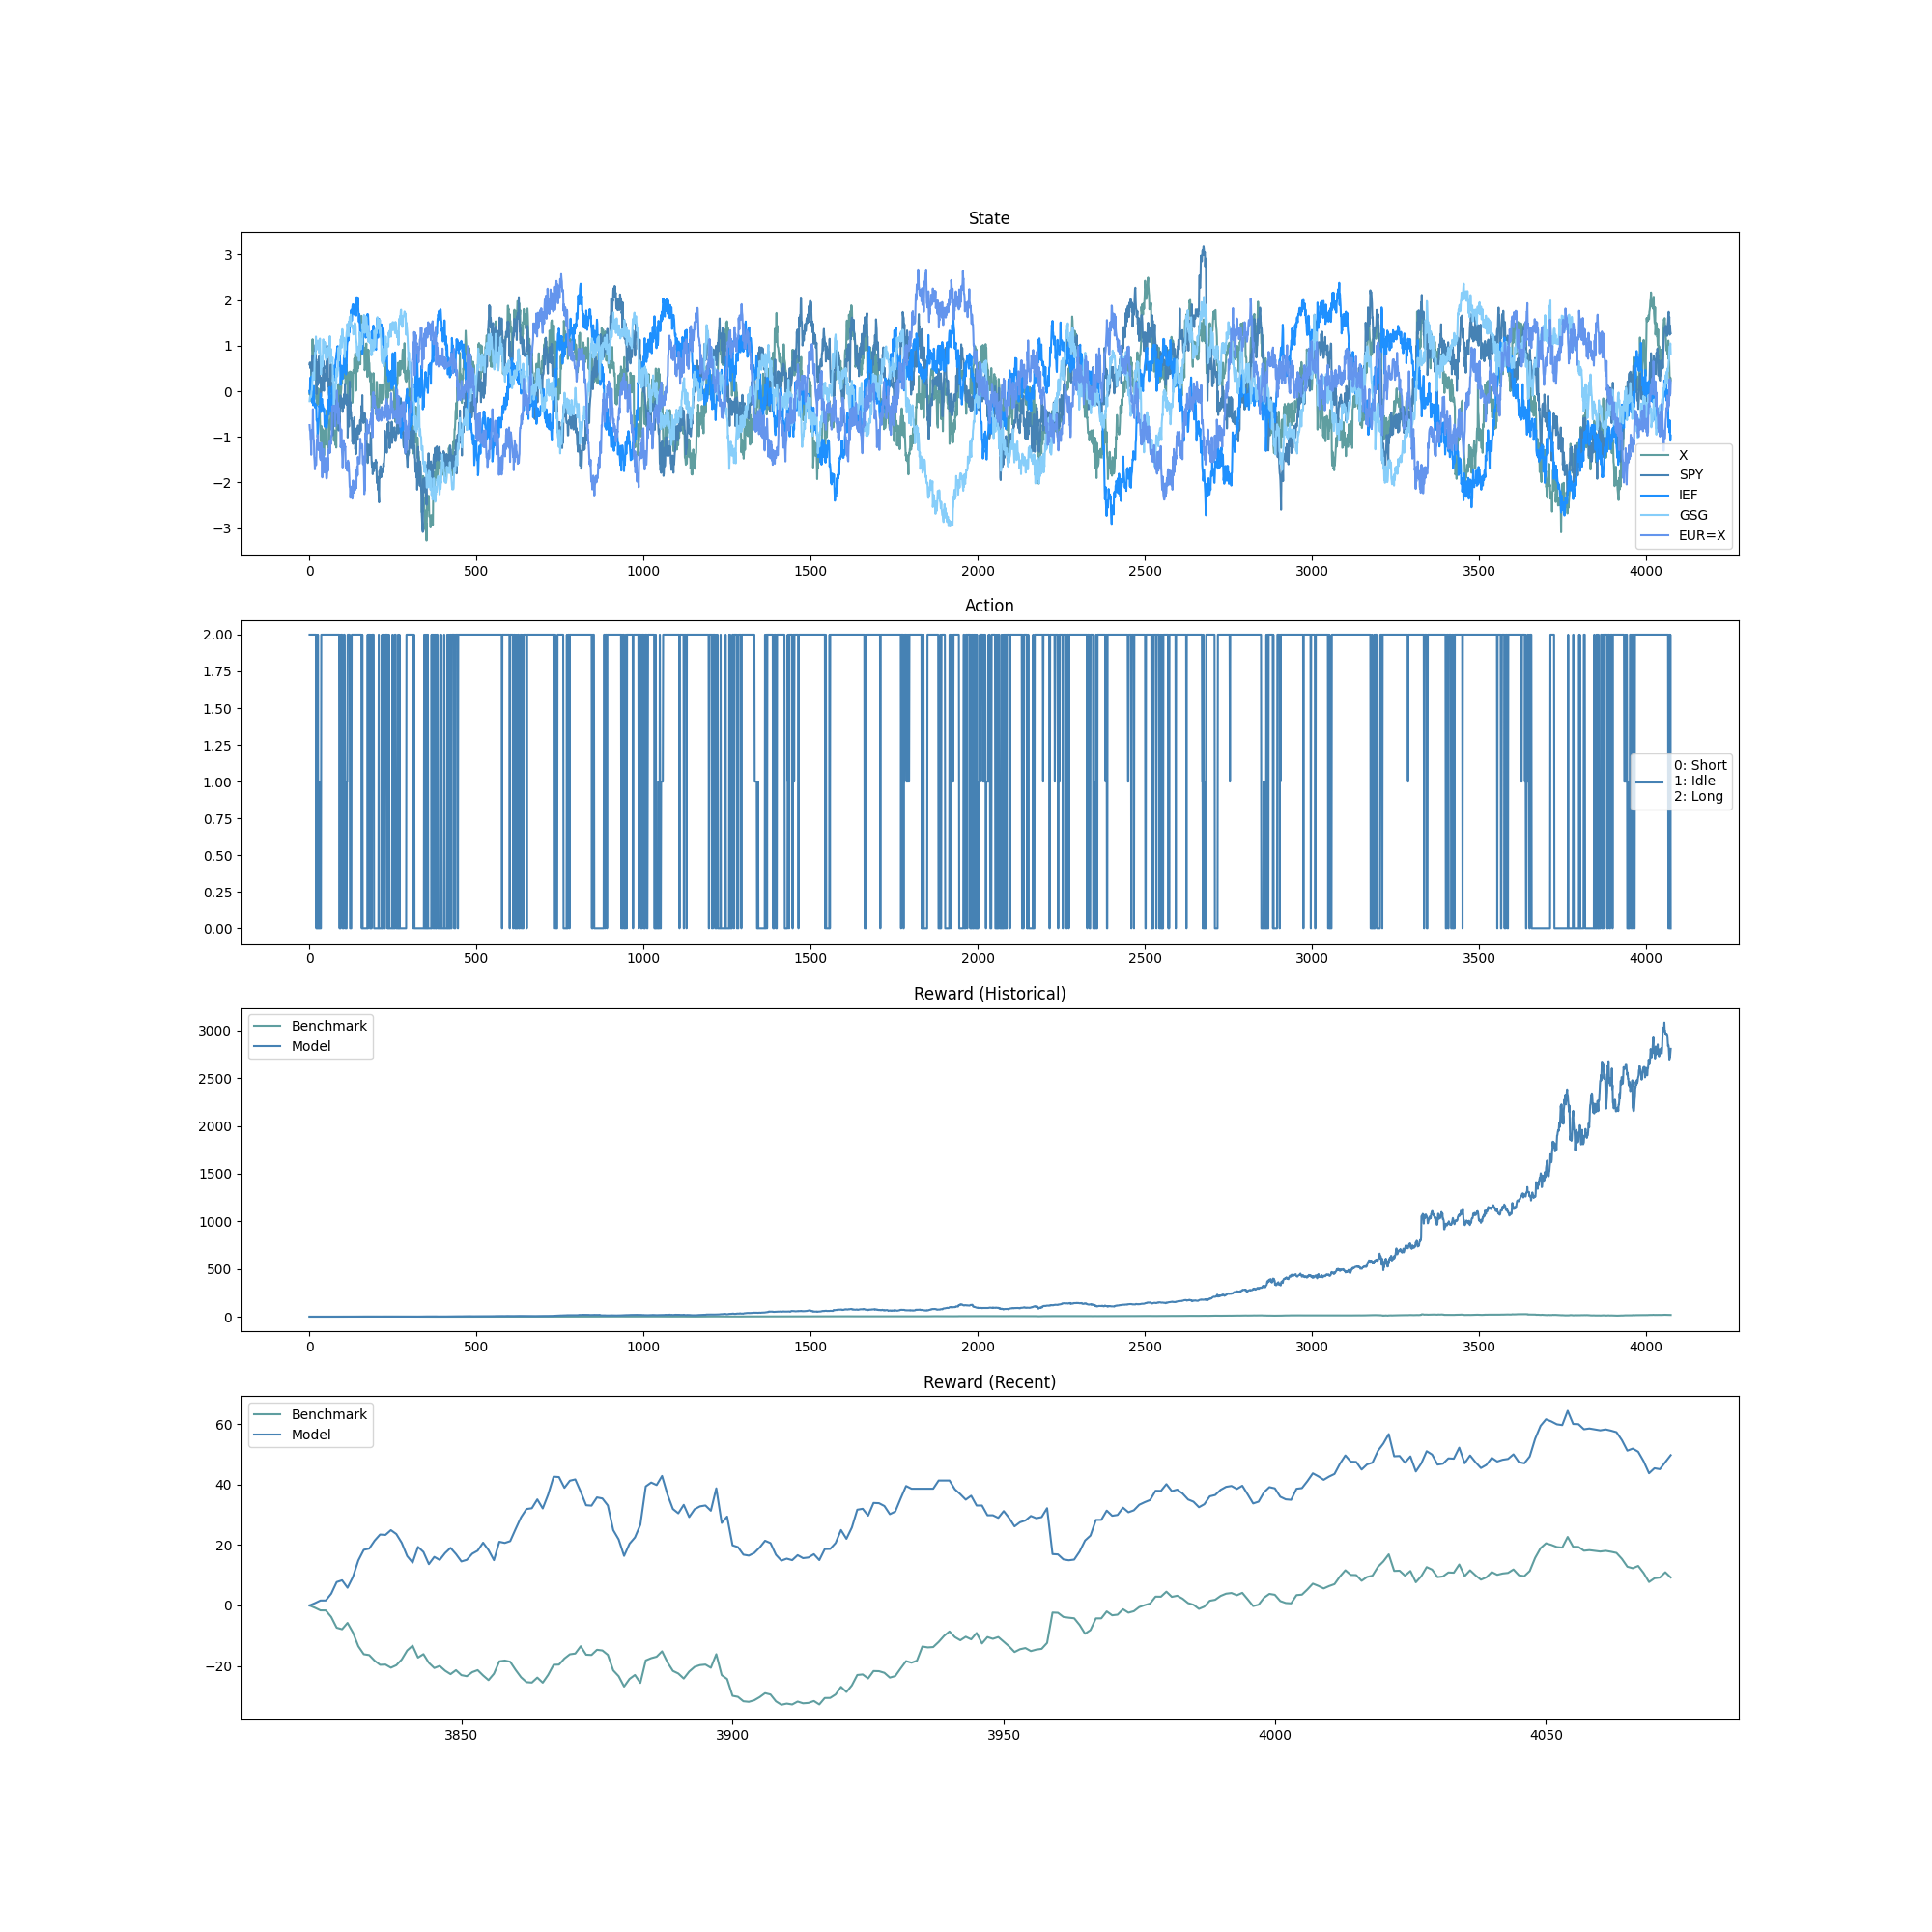 State
3
2
1
0
−1
−2
−3
X
SPY
IEF
GSG
EUR=X
0 500 1000 1500 2000 2500 3000 3500 4000
Action
2.00
1.75
1.50
1.25
1.00
0.75
0.50
0.25
0.00
0: Short
1: Idle
2: Long
0 500 1000 1500 2000 2500 3000 3500 4000
Reward (Historical)
Benchmark
Model
3000
2500
2000
1500
1000
500
0
0 500 1000 1500 2000 2500 3000 3500 4000
Reward (Recent)
Benchmark
Model
60
40
20
0
−20
3850 3900 3950 4000 4050